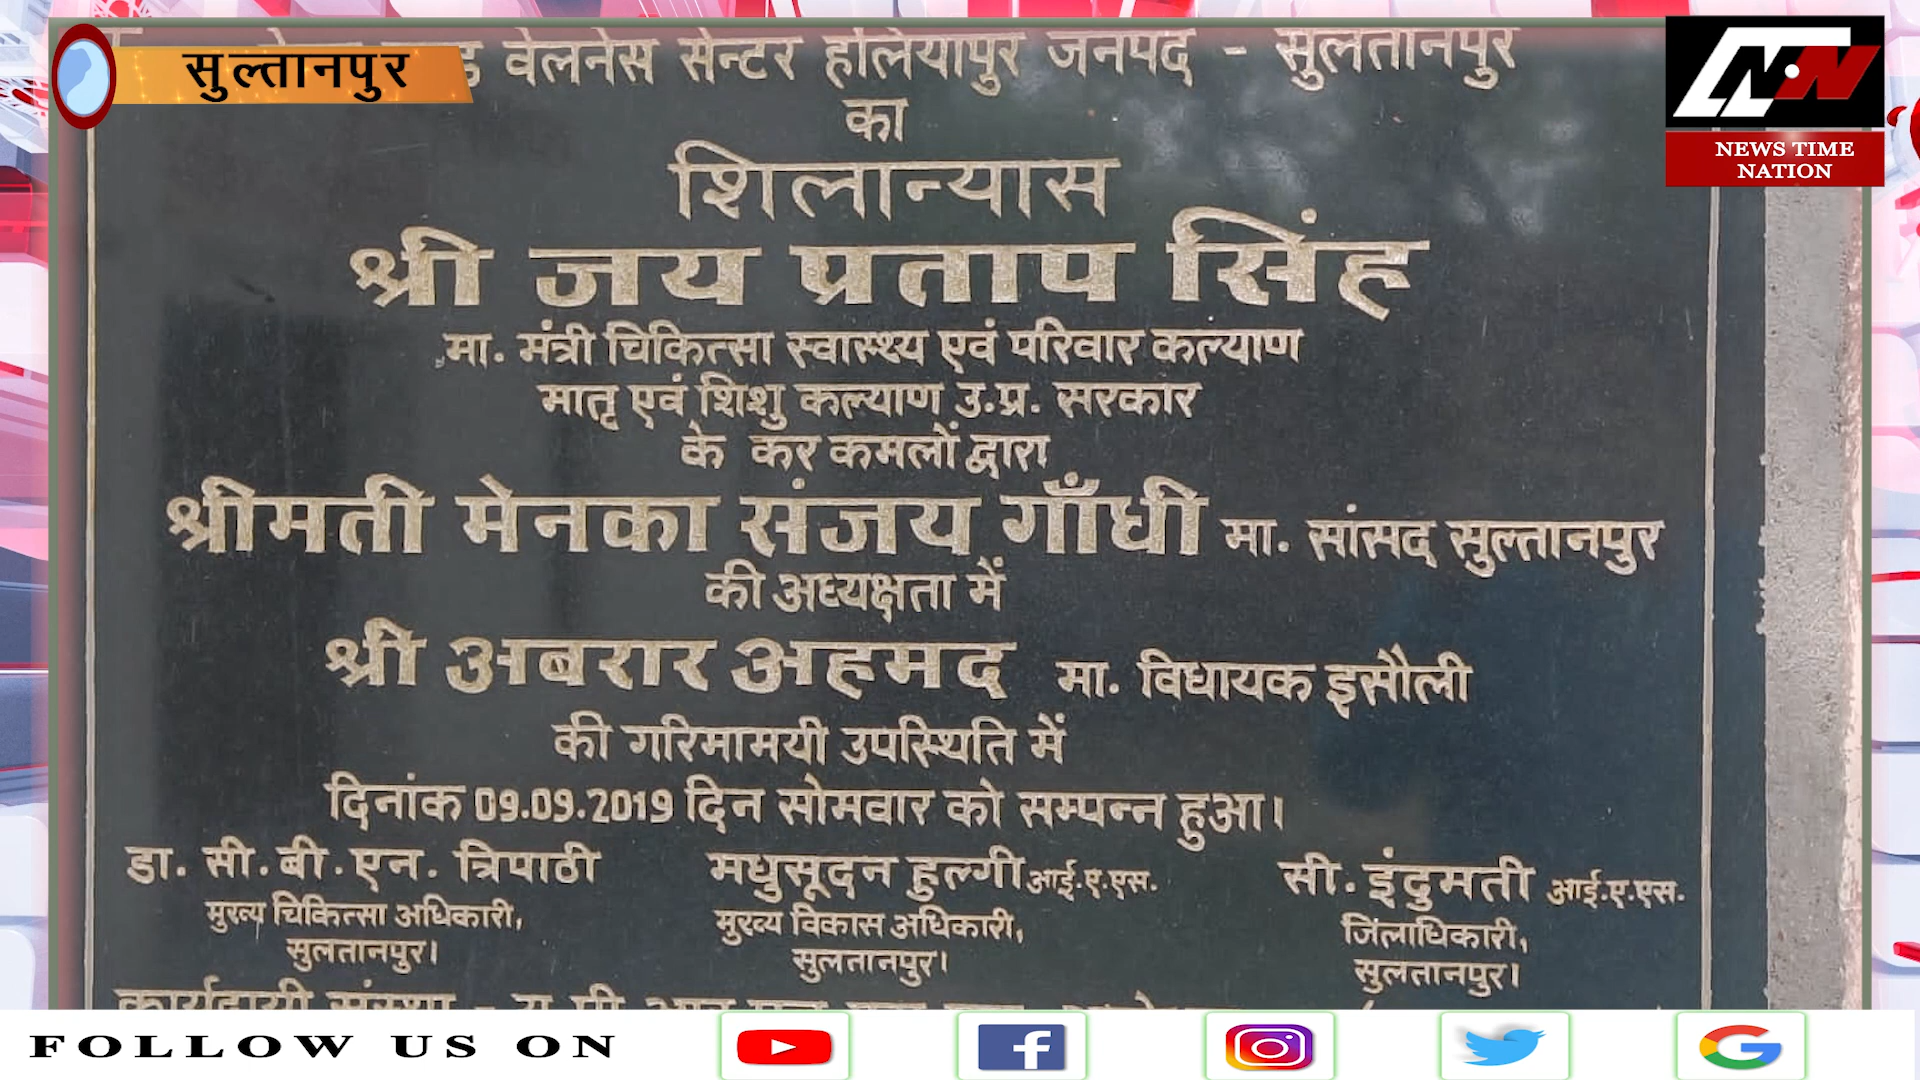 सुल्तानपुर
वेलनेस सेन्टर हलियापुर जनपद - सुलतानपुर
का
शिलान्यास
श्री जय प्रताप सिंह
मा. मंत्री चिकित्सा स्वास्थ्य एवं परिवार कल्याण
मातृ एवं शिशु कल्याण उ.प्र. सरकार
के कर कमलों द्वारा
श्रीमती मेनका संजय गाँधी मा. सांसद सुल्तानपुर
की अध्यक्षता में
श्री अबरार अहमद मा. विधायक इसौली
की गरिमामयी उपस्थिति में
दिनांक 09.09.2019 दिन सोमवार को सम्पन्न हुआ।
डा. सी.बी.एन. त्रिपाठी मधुसूदन हुल्गी आई.ए.एस. सी. इंदुमती आई.ए.एस.
मुख्य चिकित्सा अधिकारी, मुख्य विकास अधिकारी, जिलाधिकारी,
सुलतानपुर। सुलतानपुर। सुलतानपुर।
कार्यदायी संस्था -
NEWS TIME
NATION
FOLLOW US ON